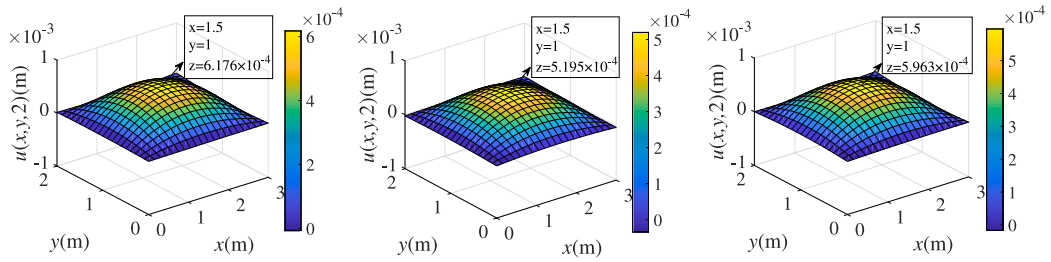 ×10⁻³
x=1.5
y=1
z=6.176×10⁻⁴
×10⁻⁴
u(x,y,2)(m)
1
0
-1
2
1
0
y(m)
0
1
2
3
x(m)
6
4
2
0
×10⁻³
x=1.5
y=1
z=5.195×10⁻⁴
×10⁻⁴
u(x,y,2)(m)
1
0
-1
2
1
0
y(m)
0
1
2
3
x(m)
5
4
3
2
1
0
×10⁻³
x=1.5
y=1
z=5.963×10⁻⁴
×10⁻⁴
u(x,y,2)(m)
1
0
-1
2
1
0
y(m)
0
1
2
3
x(m)
5
4
3
2
1
0